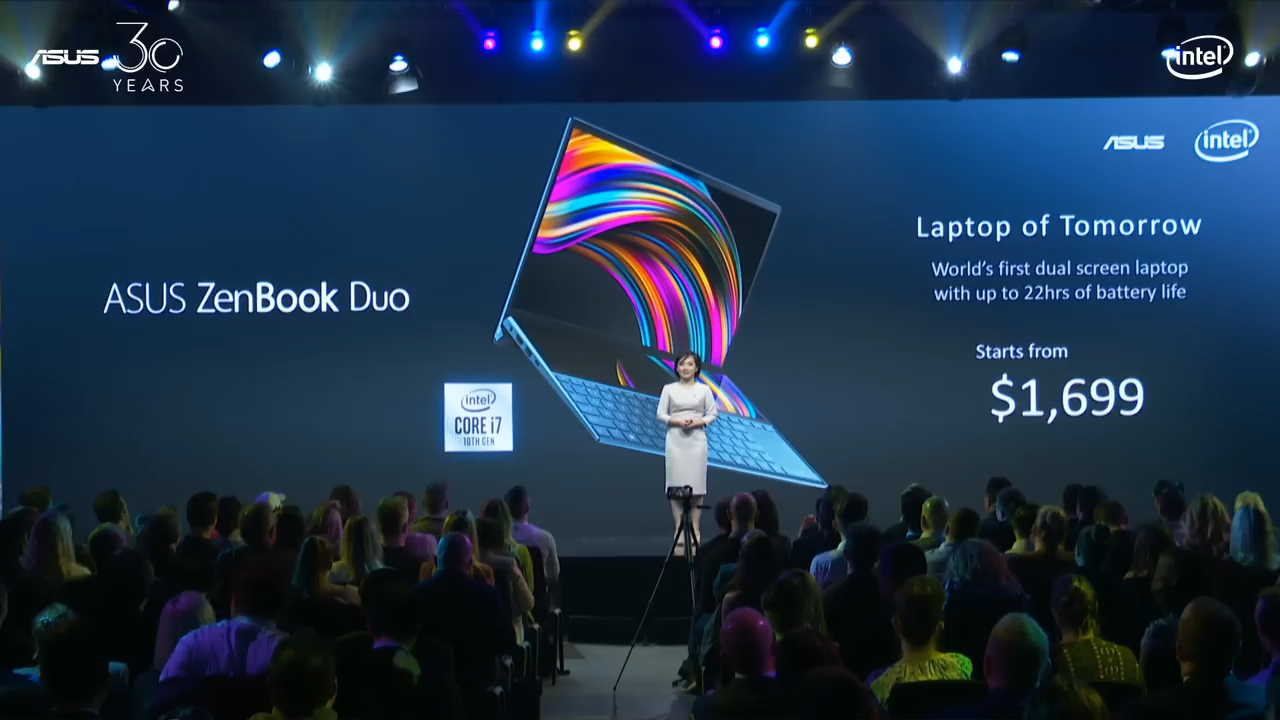 ASUS 30
YEARS
intel
ASUS intel
Laptop of Tomorrow
World's first dual screen laptop
with up to 22hrs of battery life
ASUS ZenBook Duo
Starts from
$1,699
intel
CORE i7
10TH GEN